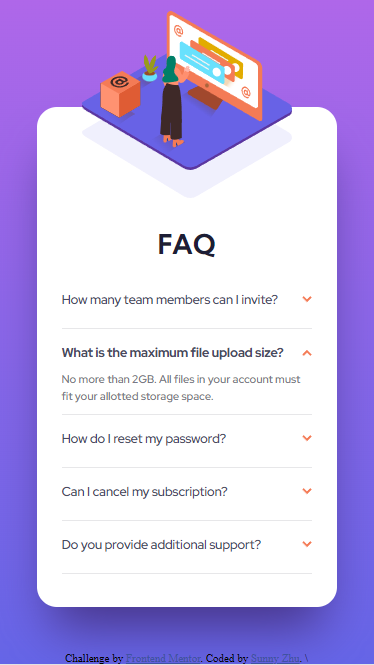 FAQ
How many team members can I invite?
What is the maximum file upload size?
No more than 2GB. All files in your account must
fit your allotted storage space.
How do I reset my password?
Can I cancel my subscription?
Do you provide additional support?
Challenge by Frontend Mentor. Coded by Sunny Zhu. \